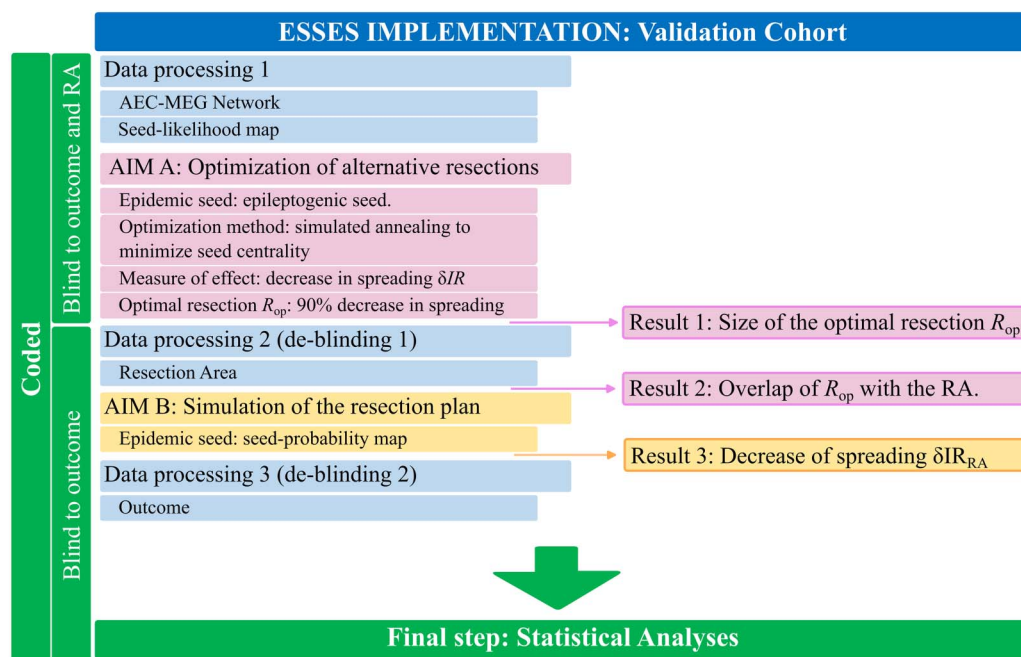 ESSES IMPLEMENTATION: Validation Cohort
Coded
Blind to outcome and RA
Blind to outcome
Data processing 1
AEC-MEG Network
Seed-likelihood map
AIM A: Optimization of alternative resections
Epidemic seed: epileptogenic seed.
Optimization method: simulated annealing to
minimize seed centrality
Measure of effect: decrease in spreading δIR
Optimal resection Rop: 90% decrease in spreading
Result 1: Size of the optimal resection Rop
Data processing 2 (de-blinding 1)
Resection Area
Result 2: Overlap of Rop with the RA.
AIM B: Simulation of the resection plan
Epidemic seed: seed-probability map
Result 3: Decrease of spreading δIRRA
Data processing 3 (de-blinding 2)
Outcome
Final step: Statistical Analyses